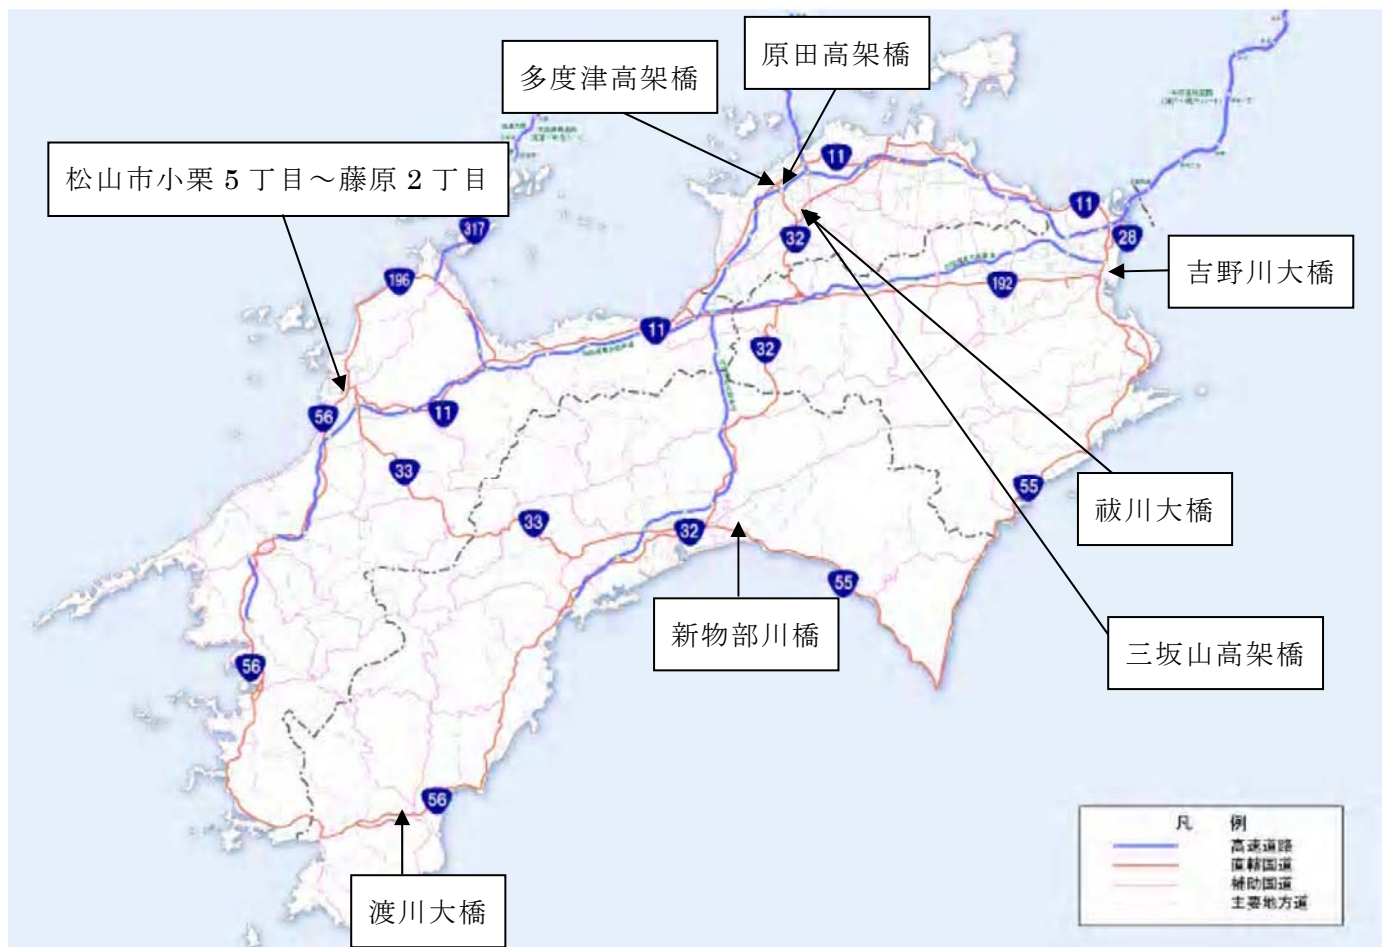 原田高架橋
多度津高架橋
松山市小栗5丁目～藤原2丁目
11
317
11
28
32
196
192
吉野川大橋
11
32
56
11
33
55
祓川大橋
33
32
55
新物部川橋
三坂山高架橋
56
56
渡川大橋
凡 例
高速道路
直轄国道
補助国道
主要地方道